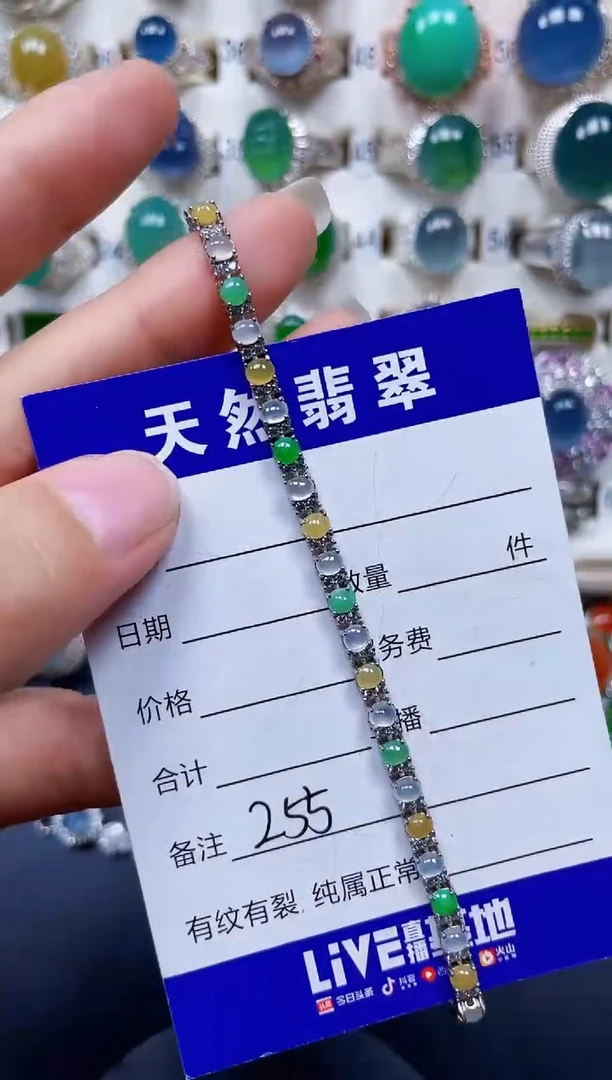 天然翡翠
件
日期 数量
价格 务费
合计 播
备注 255
有纹有裂, 纯属正常
LiVE直播基地
今日头条 抖音 火山